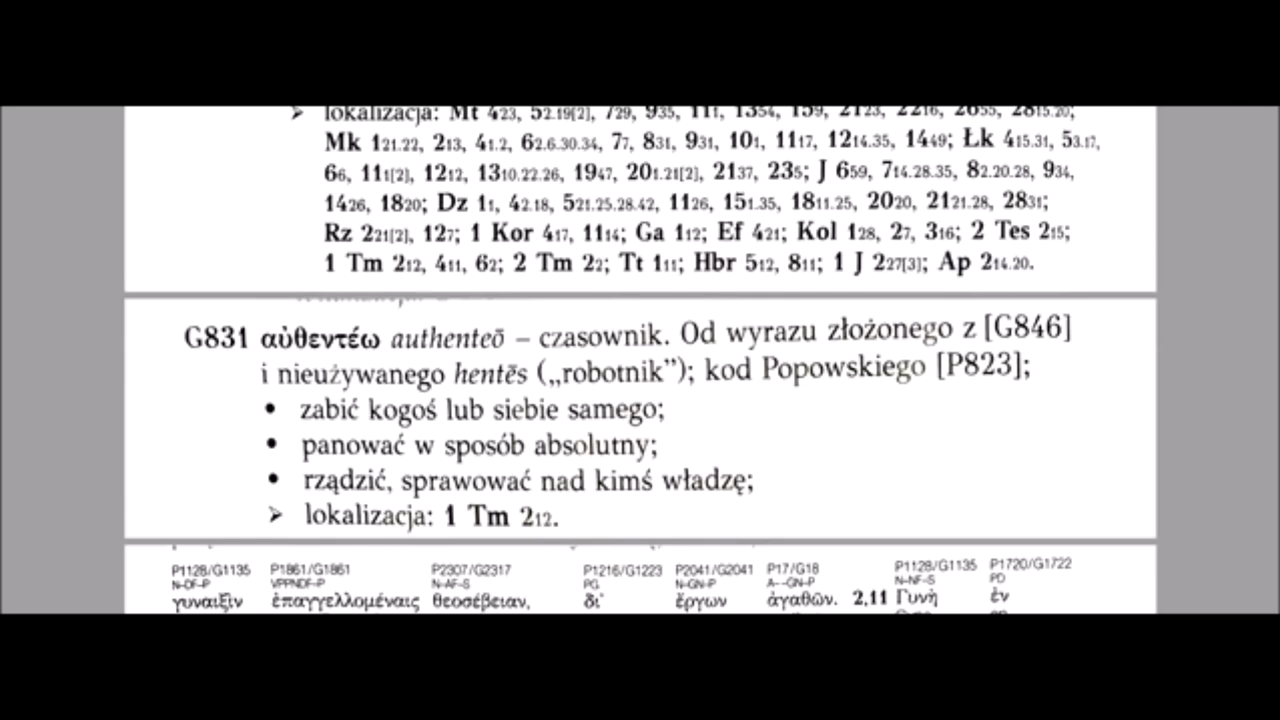 ➢ lokalizacja: Mt 423, 52.19[2], 729, 935, 111, 1354, 159, 2123, 2216, 2655, 2815.20;
Mk 121.22, 213, 41.2, 62.6.30.34, 77, 831, 931, 101, 1117, 1214.35, 1449; Łk 415.31, 53.17,
66, 111[2], 1212, 1310.22.26, 1947, 201.21[2], 2137, 235; J 659, 714.28.35, 82.20.28, 934,
1426, 1820; Dz 11, 42.18, 521.25.28.42, 1126, 151.35, 1811.25, 2020, 2121.28, 2831;
Rz 221[2], 127; 1 Kor 417, 1114; Ga 112; Ef 421; Kol 128, 27, 316; 2 Tes 215;
1 Tm 212, 411, 62; 2 Tm 22; Tt 111; Hbr 512, 811; 1 J 227[3]; Ap 214.20.
G831 αὐθεντέω authenteō – czasownik. Od wyrazu złożonego z [G846]
i nieużywanego hentēs („robotnik”); kod Popowskiego [P823];
• zabić kogoś lub siebie samego;
• panować w sposób absolutny;
• rządzić, sprawować nad kimś władzę;
➢ lokalizacja: 1 Tm 212.
P1128/G1135 P1861/G1861 P2307/G2317 P1216/G1223 P2041/G2041 P17/G18 P1128/G1135 P1720/G1722
N-DF-P VPPNDF-P N-AF-S PG N-GN-P A--GN-P N-NF-S PD
γυναιξὶν ἐπαγγελλομέναις θεοσέβειαν, δι᾽ ἔργων ἀγαθῶν. 2,11 Γυνὴ ἐν